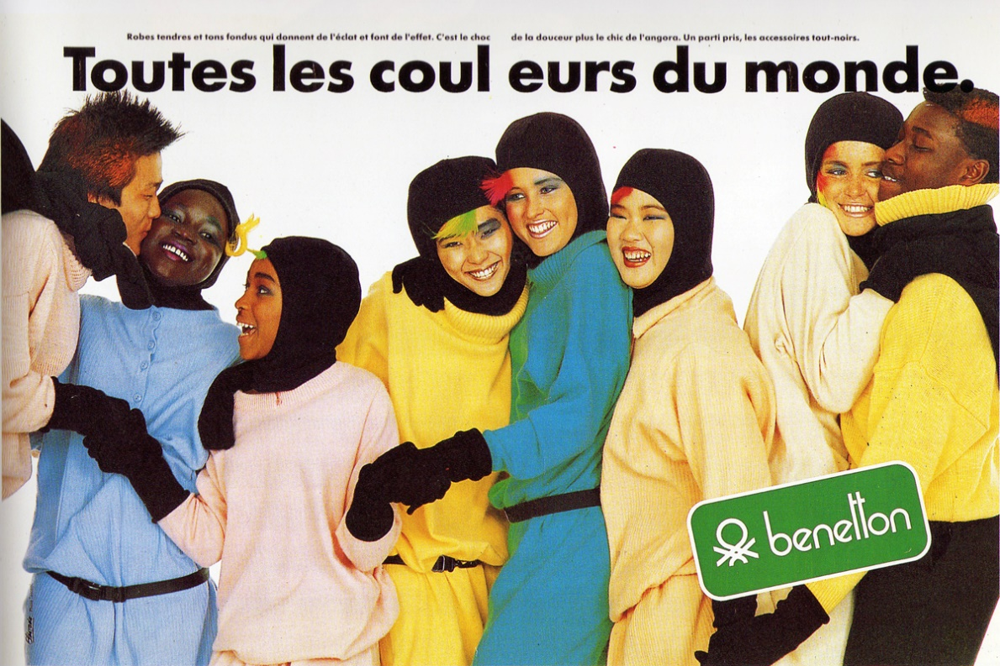 Robes tendres et tons fondus qui donnent de l'éclat et font de l'effet. C'est le choc de la douceur plus le chic de l'angora. Un parti pris, les accessoires tout-noirs.
Toutes les coul eurs du monde.
benetton